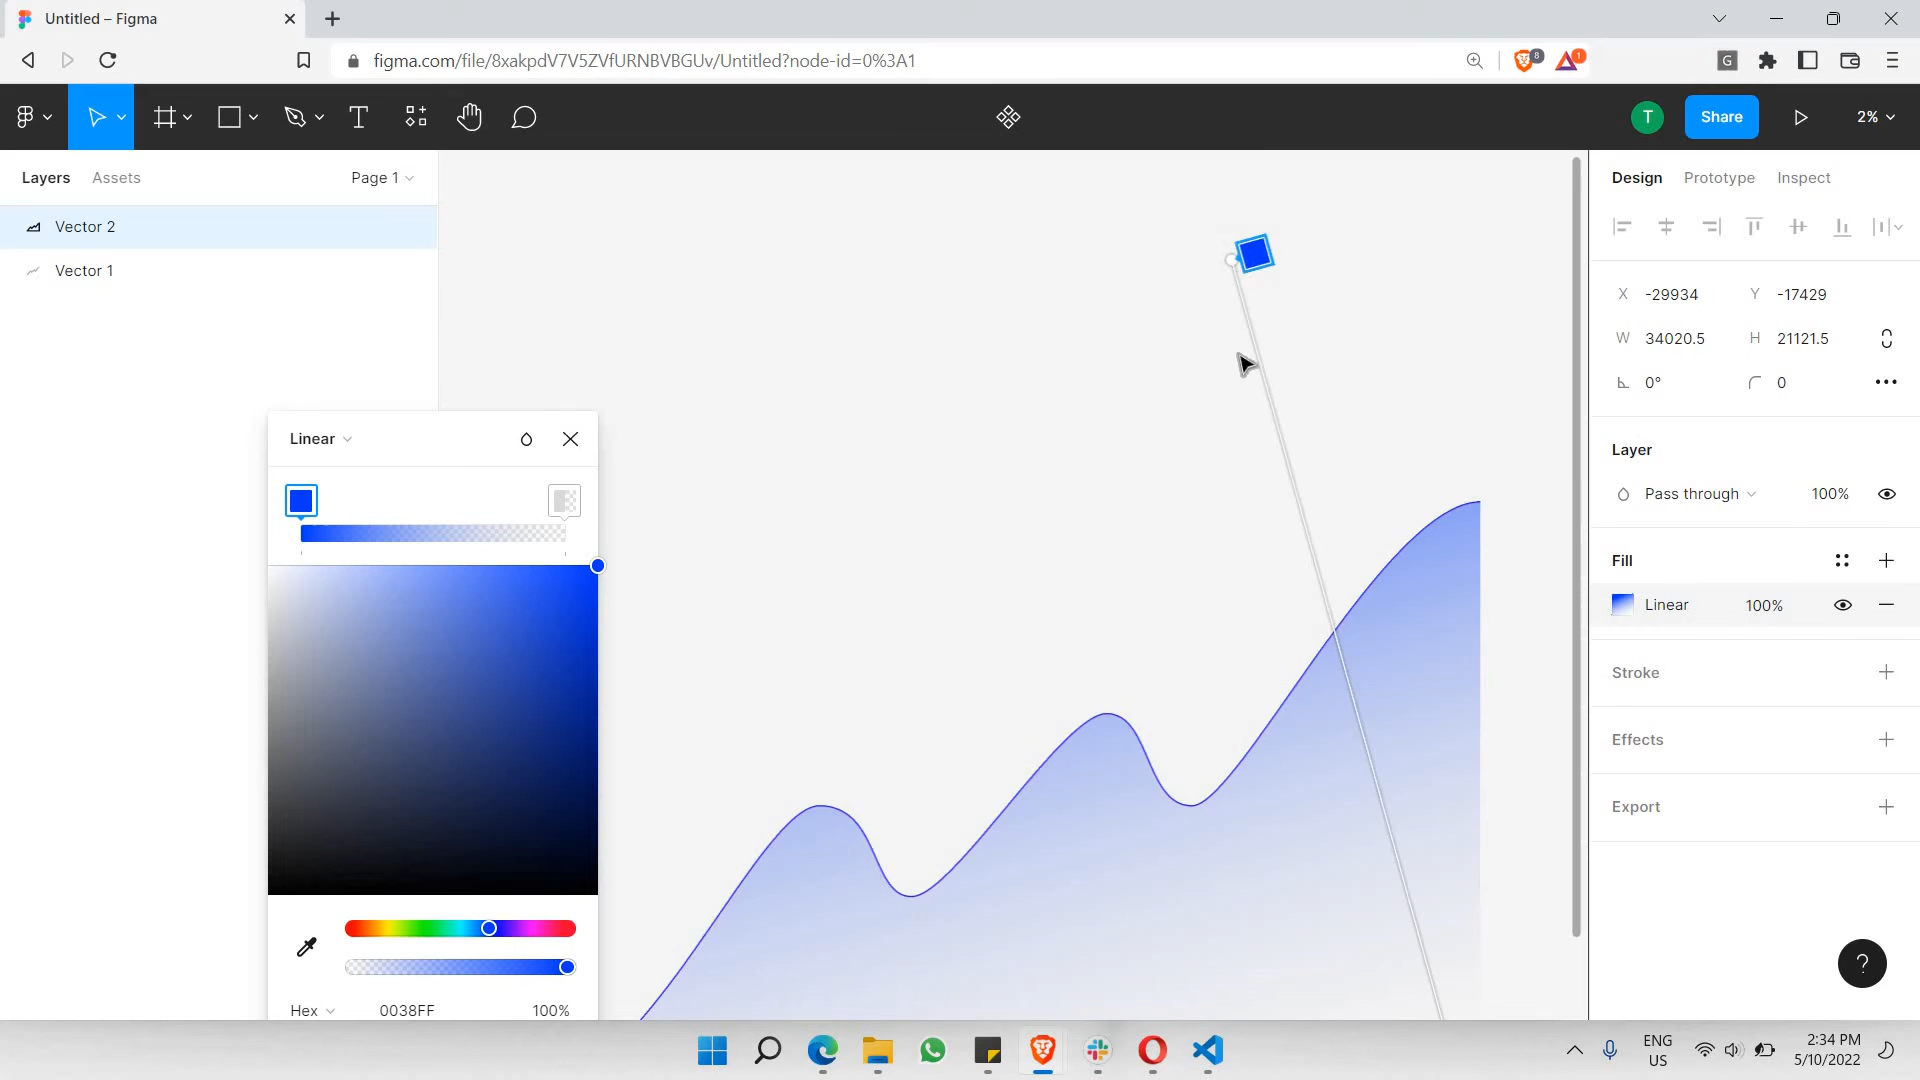 Untitled – Figma
figma.com/file/8xakpdV7V5ZVfURNBVBGUv/Untitled?node-id=0%3A1
8
1
G
T
Share
2%
Layers
Assets
Page 1
Vector 2
Vector 1
Linear
Hex
0038FF
100%
Design
Prototype
Inspect
X
-29934
Y
-17429
W
34020.5
H
21121.5
0°
0
Layer
Pass through
100%
Fill
Linear
100%
Stroke
Effects
Export
?
ENG
US
2:34 PM
5/10/2022